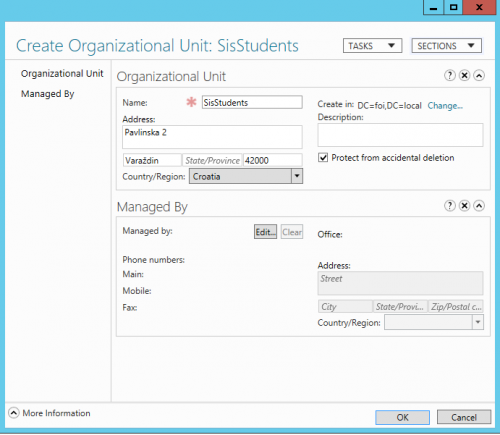 Create Organizational Unit: SisStudents
TASKS
SECTIONS
Organizational Unit
Managed By
Organizational Unit
Name:
SisStudents
Address:
Pavlinska 2
Varaždin
State/Province
42000
Country/Region:
Croatia
Create in: DC=foi,DC=local Change...
Description:
Protect from accidental deletion
Managed By
Managed by:
Edit...
Clear
Phone numbers:
Main:
Mobile:
Fax:
Office:
Address:
Street
City
State/Provi...
Zip/Postal c...
Country/Region:
More Information
OK
Cancel